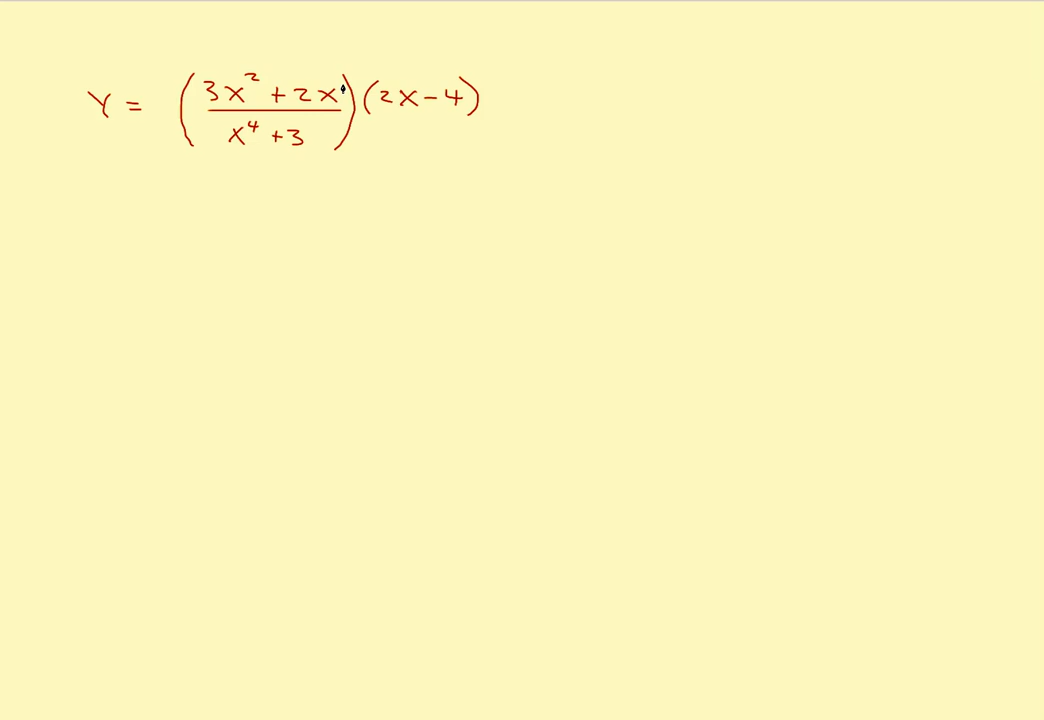 Y = ((3x² + 2x)/(x⁴ + 3))(2x - 4)